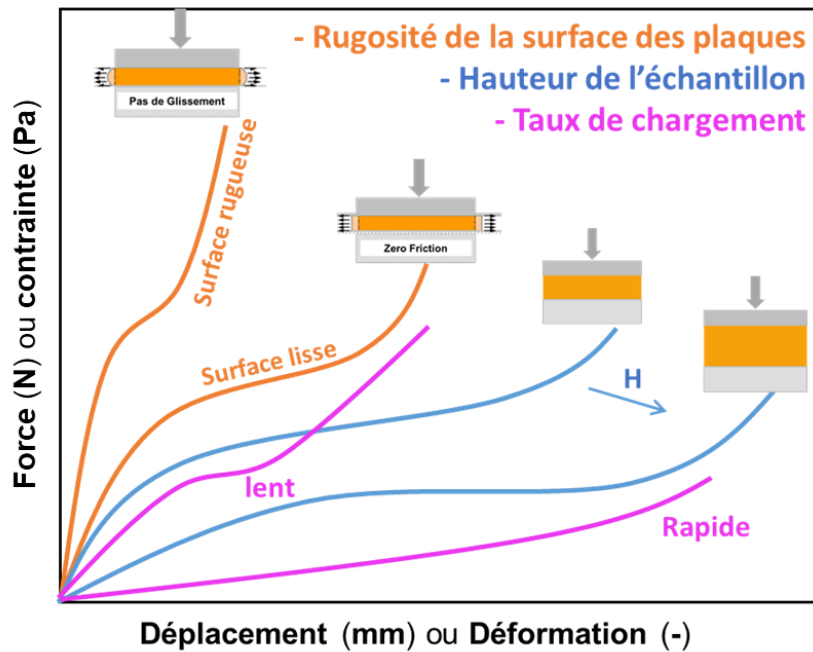 - Rugosité de la surface des plaques
- Hauteur de l'échantillon
- Taux de chargement
Pas de Glissement
Surface rugueuse
Zero Friction
Surface lisse
H
lent
Rapide
Force (N) ou contrainte (Pa)
Déplacement (mm) ou Déformation (-)